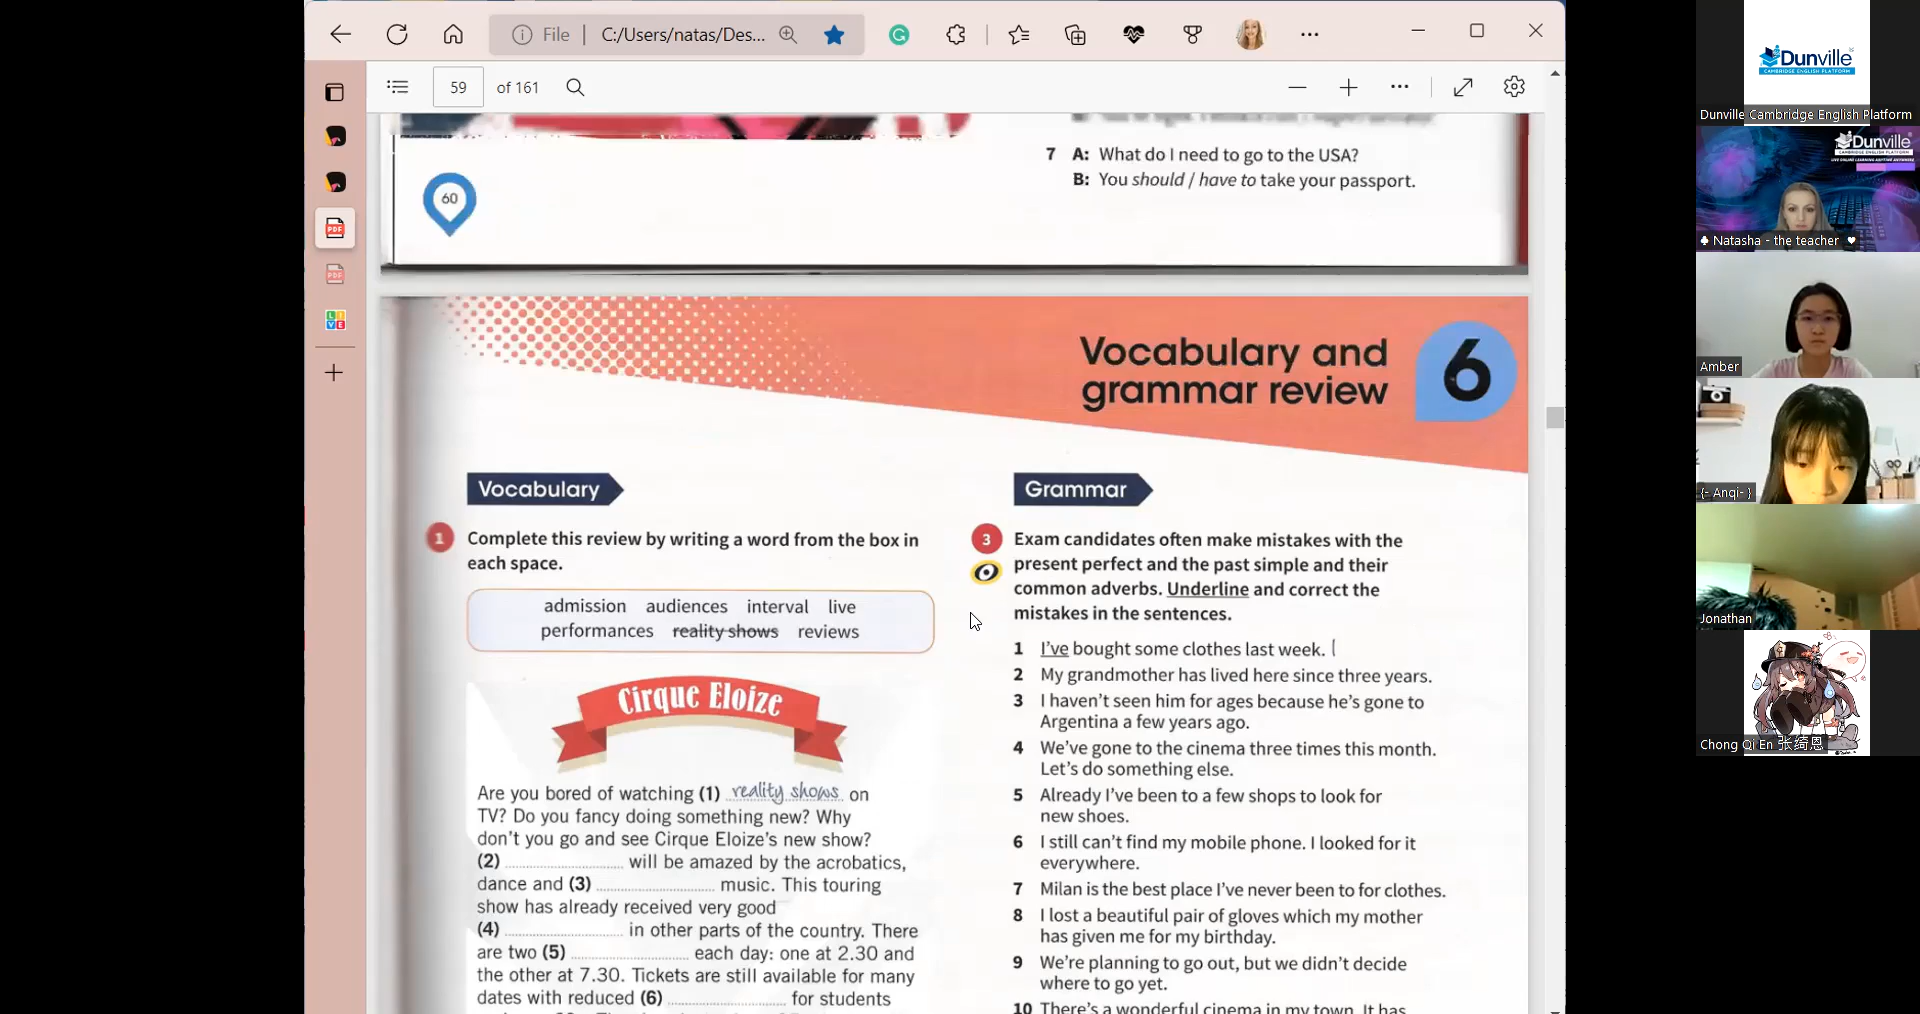 File
C:/Users/natas/Des...
59 of 161
7 A: What do I need to go to the USA?
B: You should / have to take your passport.
60
Vocabulary and
grammar review
6
Vocabulary
1 Complete this review by writing a word from the box in
each space.
admission audiences interval live
performances reality shows reviews
Cirque Eloize
Are you bored of watching (1) reality shows on
TV? Do you fancy doing something new? Why
don't you go and see Cirque Eloize's new show?
(2) ........................ will be amazed by the acrobatics,
dance and (3) ........................ music. This touring
show has already received very good
(4) ........................ in other parts of the country. There
are two (5) ........................ each day: one at 2.30 and
the other at 7.30. Tickets are still available for many
dates with reduced (6) ........................ for students
Grammar
3 Exam candidates often make mistakes with the
present perfect and the past simple and their
common adverbs. Underline and correct the
mistakes in the sentences.
1 I've bought some clothes last week. I
2 My grandmother has lived here since three years.
3 I haven't seen him for ages because he's gone to
Argentina a few years ago.
4 We've gone to the cinema three times this month.
Let's do something else.
5 Already I've been to a few shops to look for
new shoes.
6 I still can't find my mobile phone. I looked for it
everywhere.
7 Milan is the best place I've never been to for clothes.
8 I lost a beautiful pair of gloves which my mother
has given me for my birthday.
9 We're planning to go out, but we didn't decide
where to go yet.
10 There's a wonderful cinema in my town. It has
Dunville
CAMBRIDGE ENGLISH PLATFORM
Dunville Cambridge English Platform
Dunville
Natasha - the teacher
Amber
{- Anqi- }
Jonathan
Chong Qi En 张绮恩